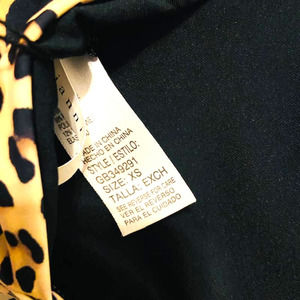 MADE IN CHINA
HECHO EN CHINA
STYLE / ESTILO:
GB349291
SIZE: XS
TALLA: EXCH
SEE REVERSE FOR CARE
VER EL REVERSO
PARA EL CUIDADO